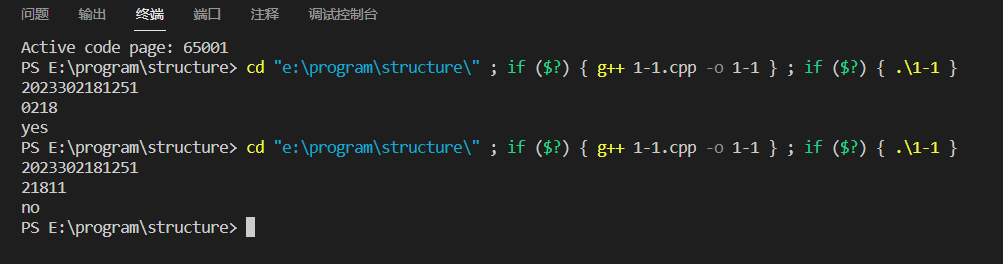 问题 输出 终端 端口 注释 调试控制台
Active code page: 65001
PS E:\program\structure> cd "e:\program\structure\" ; if ($?) { g++ 1-1.cpp -o 1-1 } ; if ($?) { .\1-1 }
2023302181251
0218
yes
PS E:\program\structure> cd "e:\program\structure\" ; if ($?) { g++ 1-1.cpp -o 1-1 } ; if ($?) { .\1-1 }
2023302181251
21811
no
PS E:\program\structure>